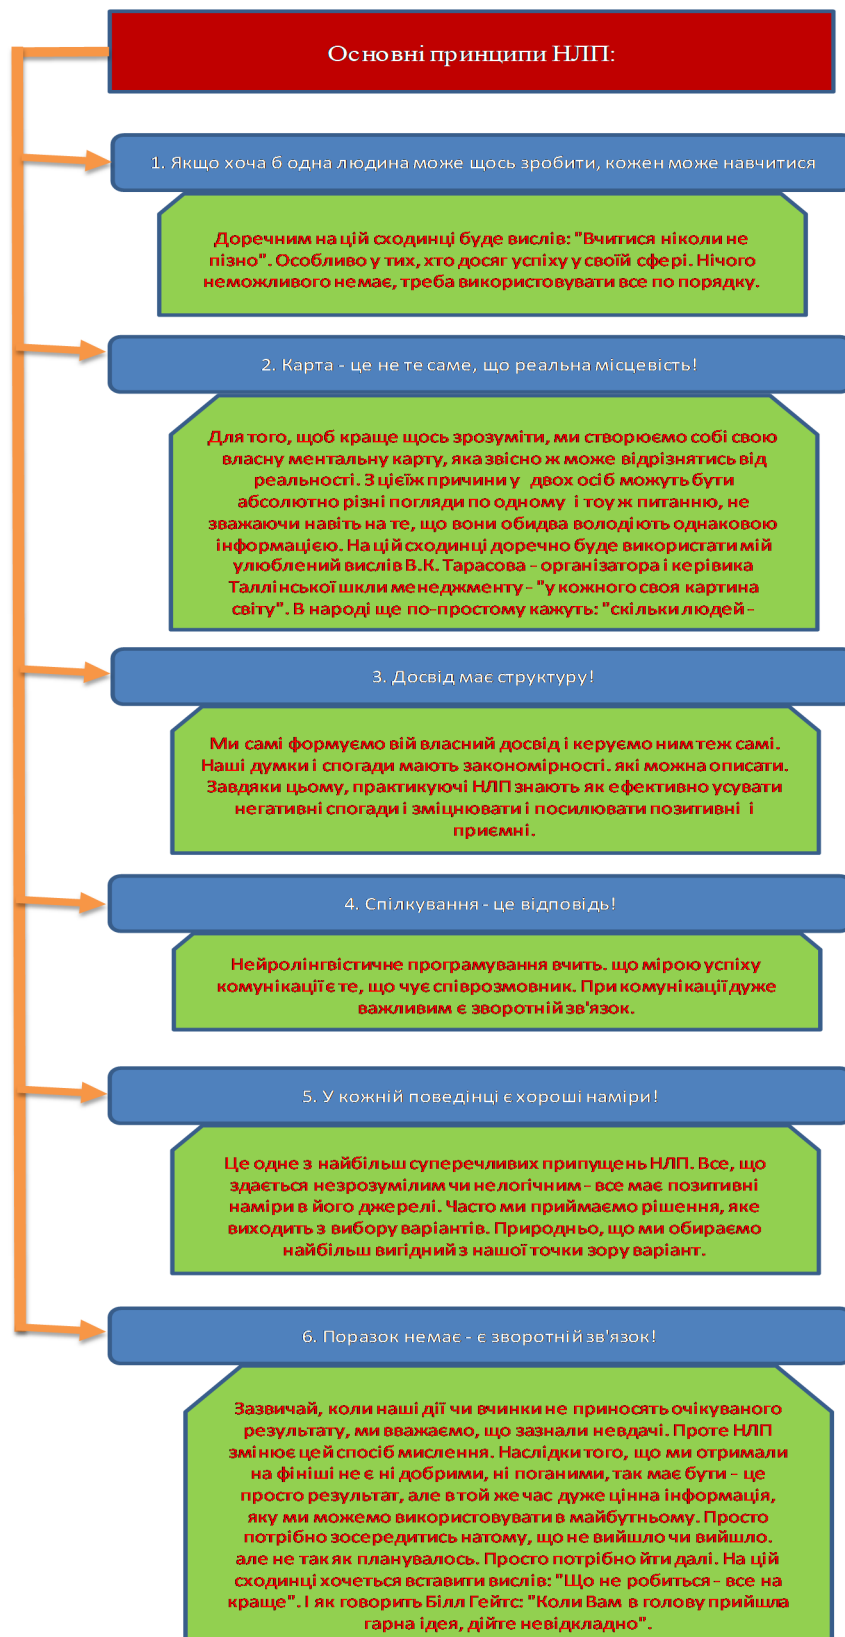 Основні принципи НЛП:
1. Якщо хоча б одна людина може щось зробити, кожен може навчитися
Доречним на цій сходинці буде вислів: "Вчитися ніколи не
пізно". Особливо у тих, хто досяг успіху у своїй сфері. Нічого
неможливого немає, треба використовувати все по порядку.
2. Карта - це не те саме, що реальна місцевість!
Для того, щоб краще щось зрозуміти, ми створюємо собі свою
власну ментальну карту, яка звісно ж може відрізнятись від
реальності. З цієїж причини у двох осіб можуть бути
абсолютно різні погляди по одному і тоу ж питанню, не
зважаючи навіть на те, що вони обидва володіють однаковою
інформацією. На цій сходинці доречно буде використати мій
улюблений вислів В.К. Тарасова – організатора і керівика
Таллінської шкли менеджменту – "у кожного своя картина
світу". В народі ще по-простому кажуть: "скільки людей –
3. Досвід має структуру!
Ми самі формуємо вій власний досвід і керуємо ним теж самі.
Наші думки і спогади мають закономірності. які можна описати.
Завдяки цьому, практикуючі НЛП знають як ефективно усувати
негативні спогади і зміцнювати і посилювати позитивні і
приємні.
4. Спілкування - це відповідь!
Нейролінгвістичне програмування вчить. що мірою успіху
комунікації є те, що чує співрозмовник. При комунікації дуже
важливим є зворотній зв'язок.
5. У кожній поведінці є хороші наміри!
Це одне з найбільш суперечливих припущень НЛП. Все, що
здається незрозумілим чи нелогічним – все має позитивні
наміри в його джерелі. Часто ми приймаємо рішення, яке
виходить з вибору варіантів. Природньо, що ми обираємо
найбільш вигідний з нашої точки зору варіант.
6. Поразок немає - є зворотній зв'язок!
Зазвичай, коли наші дії чи вчинки не приносять очікуваного
результату, ми вважаємо, що зазнали невдачі. Проте НЛП
змінює цей спосіб мислення. Наслідки того, що ми отримали
на фініші не є ні добрими, ні поганими, так має бути – це
просто результат, але в той же час дуже цінна інформація,
яку ми можемо використовувати в майбутньому. Просто
потрібно зосередитись натому, що не вийшло чи вийшло.
але не так як планувалось. Просто потрібно йти далі. На цій
сходинці хочеться вставити вислів: "Що не робиться – все на
краще". І як говорить Білл Гейтс: "Коли Вам в голову прийшла
гарна ідея, дійте невідкладно".